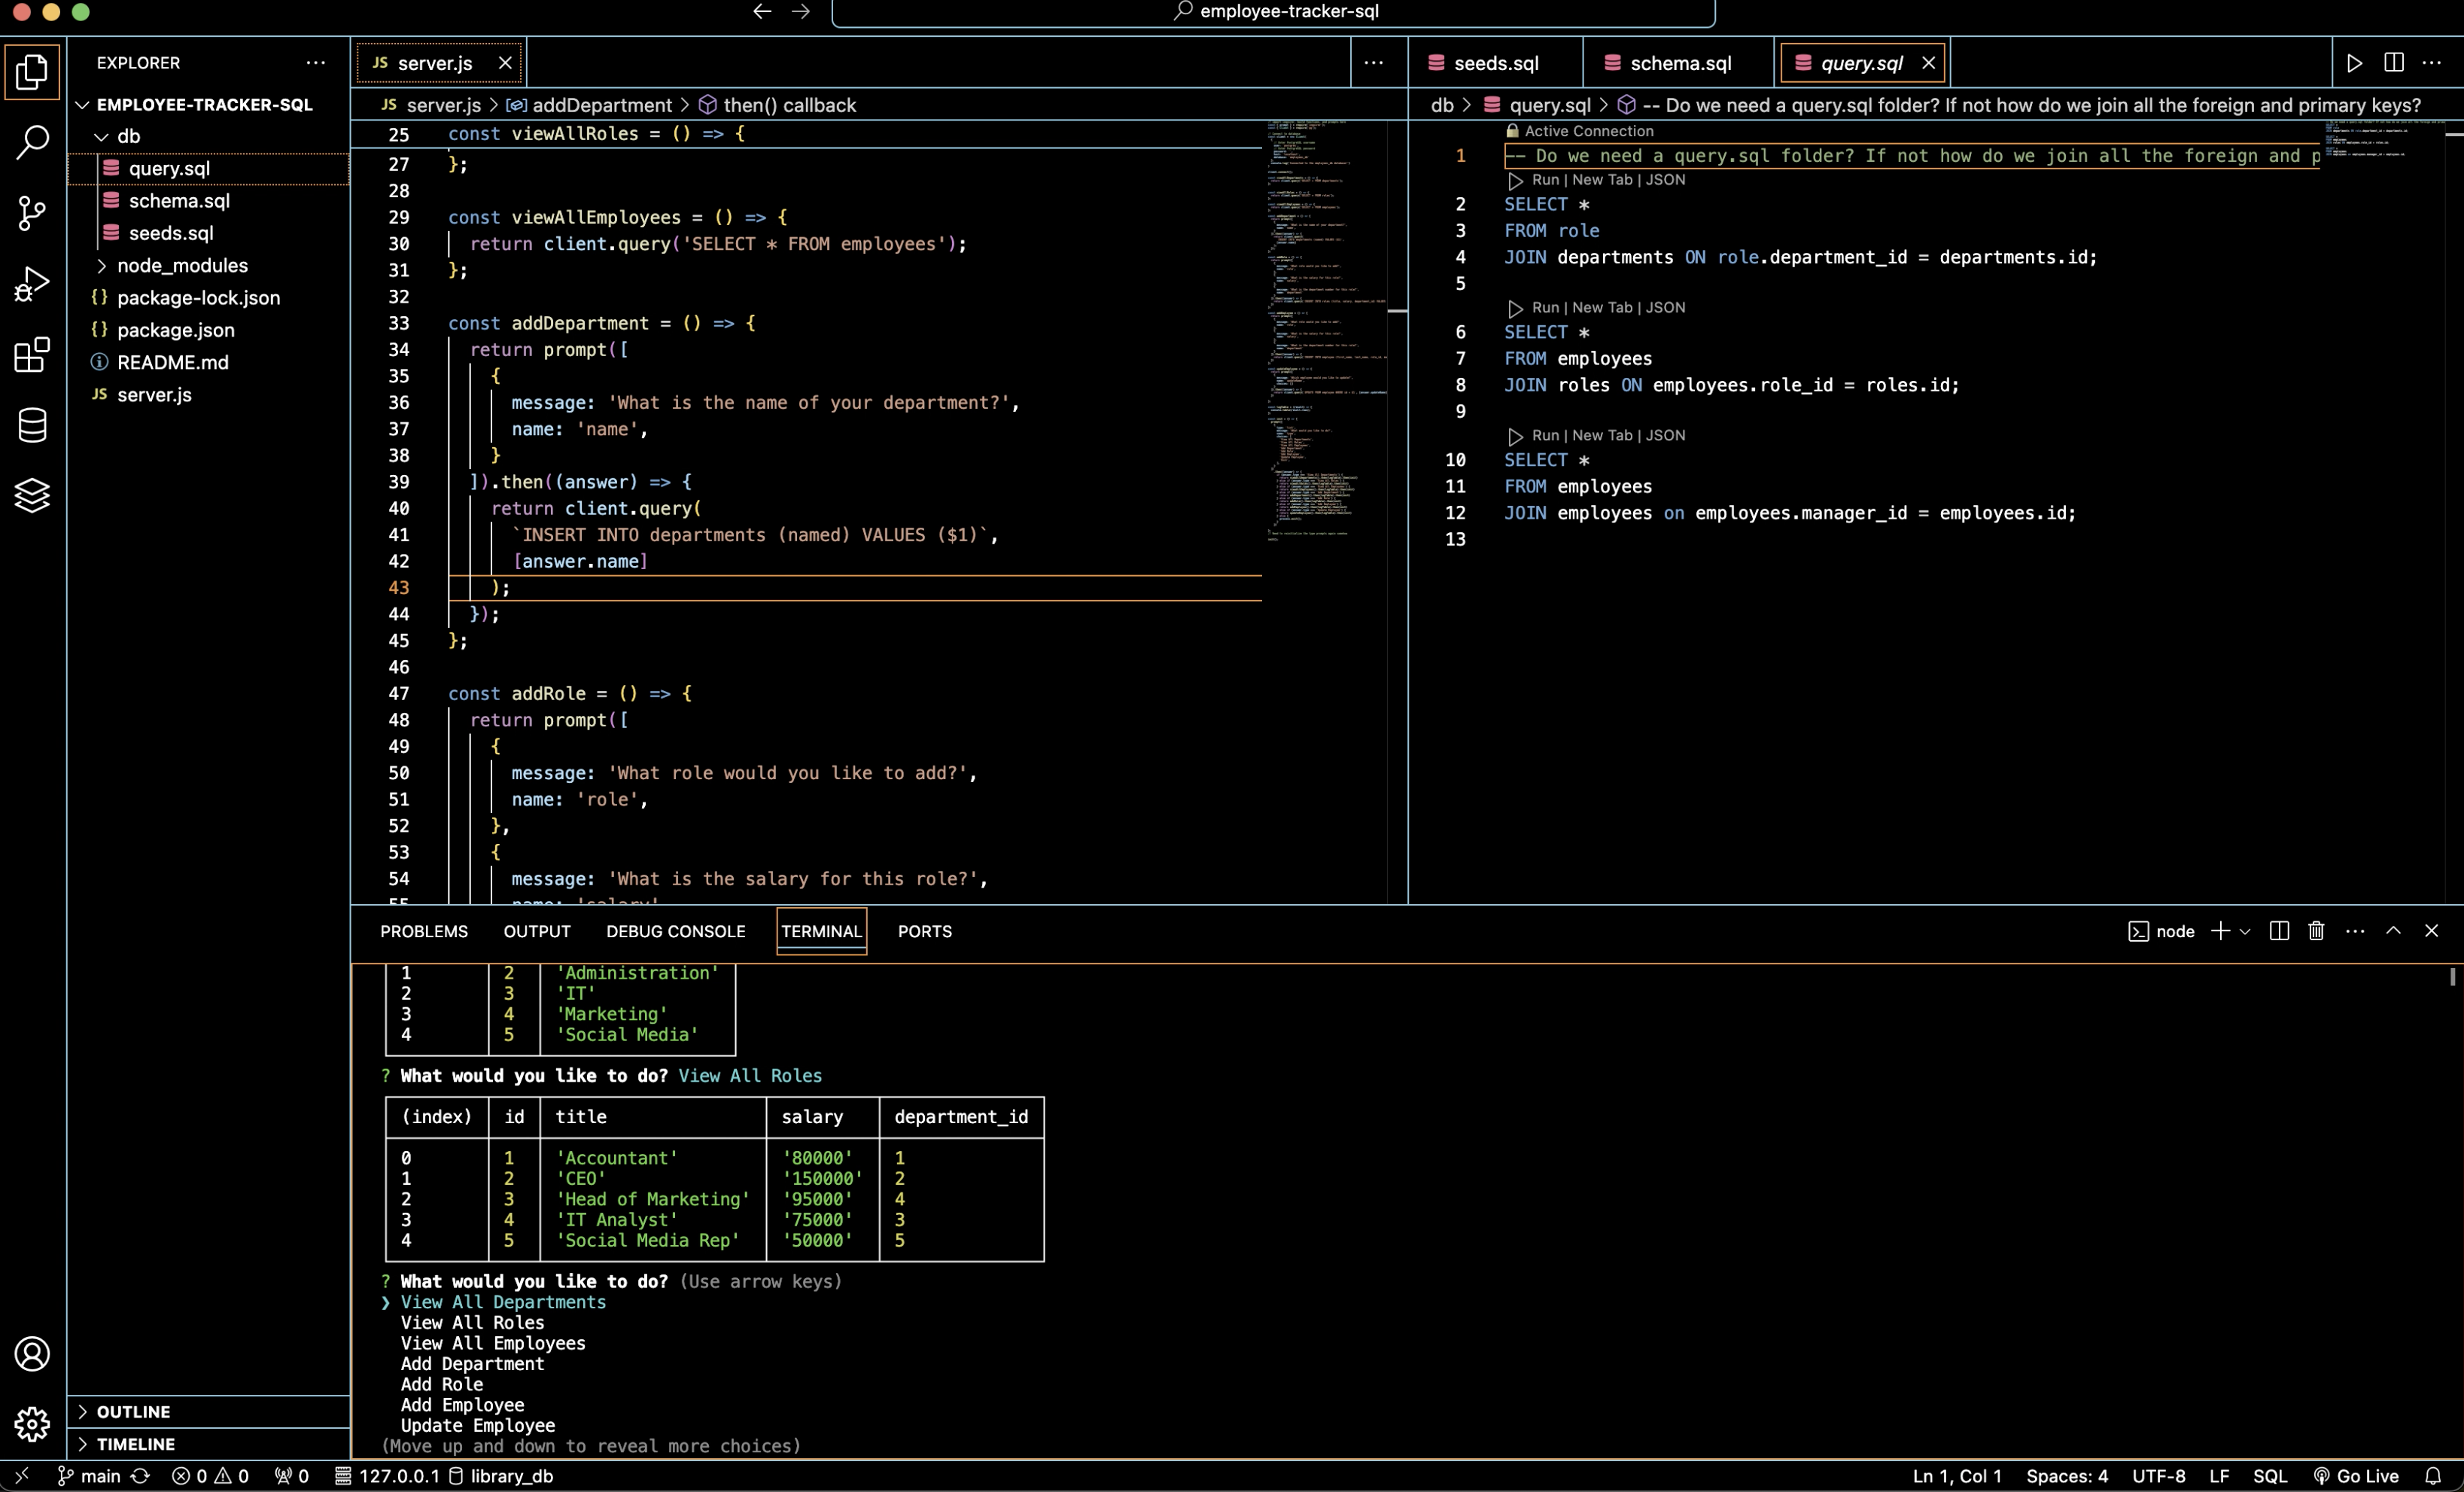 employee-tracker-sql
EXPLORER
EMPLOYEE-TRACKER-SQL
db
query.sql
schema.sql
seeds.sql
node_modules
package-lock.json
package.json
README.md
JS server.js
OUTLINE
TIMELINE
JS server.js
JS server.js > addDepartment > then() callback
25 const viewAllRoles = () => {
27 };
28
29 const viewAllEmployees = () => {
30 return client.query('SELECT * FROM employees');
31 };
32
33 const addDepartment = () => {
34 return prompt([
35 {
36 message: 'What is the name of your department?',
37 name: 'name',
38 }
39 ]).then((answer) => {
40 return client.query(
41 `INSERT INTO departments (named) VALUES ($1)`,
42 [answer.name]
43 );
44 });
45 };
46
47 const addRole = () => {
48 return prompt([
49 {
50 message: 'What role would you like to add?',
51 name: 'role',
52 },
53 {
54 message: 'What is the salary for this role?',
55 name: 'salary'
seeds.sql
schema.sql
query.sql
db > query.sql > -- Do we need a query.sql folder? If not how do we join all the foreign and primary keys?
Active Connection
1 -- Do we need a query.sql folder? If not how do we join all the foreign and p
Run | New Tab | JSON
2 SELECT *
3 FROM role
4 JOIN departments ON role.department_id = departments.id;
5
Run | New Tab | JSON
6 SELECT *
7 FROM employees
8 JOIN roles ON employees.role_id = roles.id;
9
Run | New Tab | JSON
10 SELECT *
11 FROM employees
12 JOIN employees on employees.manager_id = employees.id;
13
PROBLEMS OUTPUT DEBUG CONSOLE TERMINAL PORTS
node
1 2 'Administration'
2 3 'IT'
3 4 'Marketing'
4 5 'Social Media'
? What would you like to do? View All Roles
(index) id title salary department_id
0 1 'Accountant' '80000' 1
1 2 'CEO' '150000' 2
2 3 'Head of Marketing' '95000' 4
3 4 'IT Analyst' '75000' 3
4 5 'Social Media Rep' '50000' 5
? What would you like to do? (Use arrow keys)
❯ View All Departments
View All Roles
View All Employees
Add Department
Add Role
Add Employee
Update Employee
(Move up and down to reveal more choices)
main 0 0 0 127.0.0.1 library_db
Ln 1, Col 1 Spaces: 4 UTF-8 LF SQL Go Live